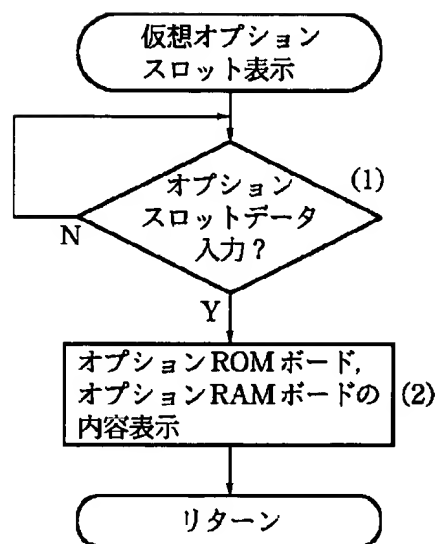 仮想オプション
スロット表示
オプション
スロットデータ
入力？
(1)
N
Y
オプションROMボード,
オプションRAMボードの
内容表示
(2)
リターン